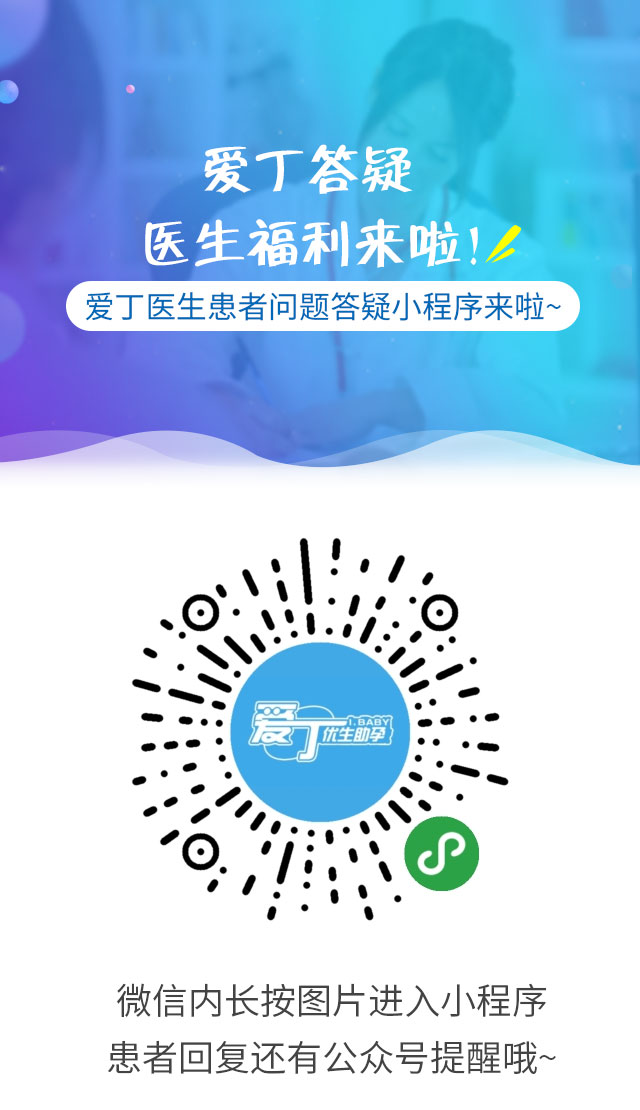 爱丁答疑
医生福利来啦!
爱丁医生患者问题答疑小程序来啦~
爱丁
I.BABY
优生助孕
微信内长按图片进入小程序
患者回复还有公众号提醒哦~